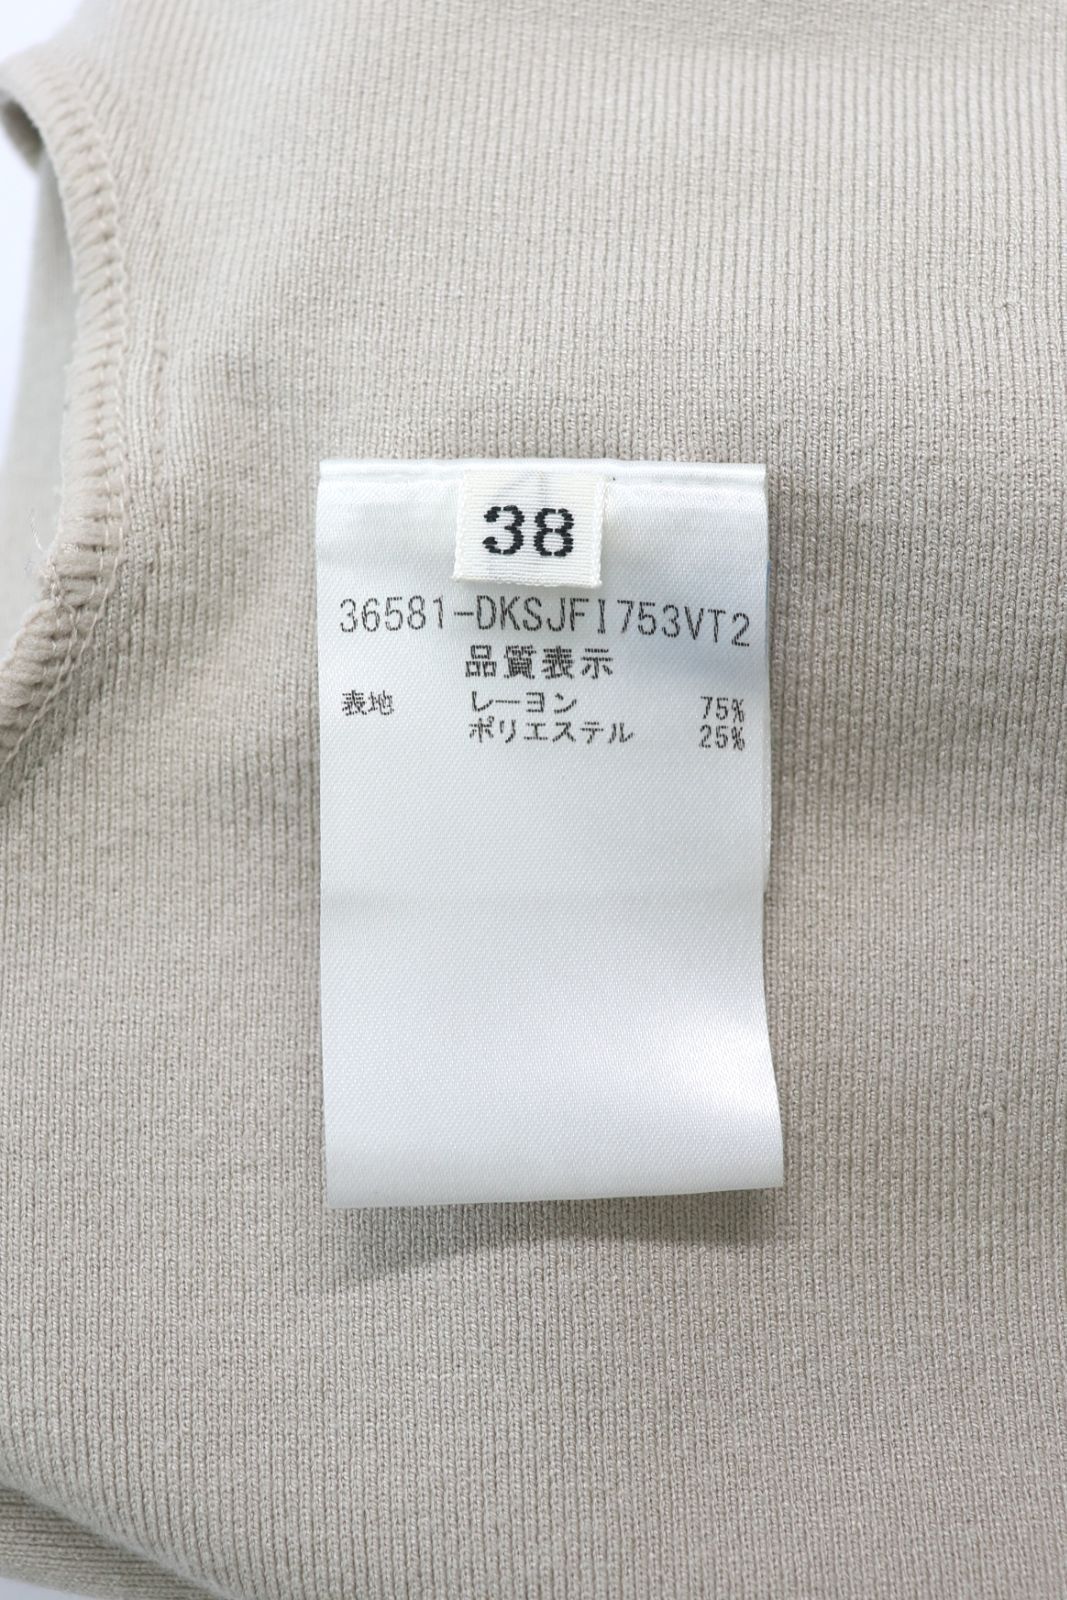 38
36581-DKSJFI753VT2
品質表示
表地 レーヨン 75%
ポリエステル 25%